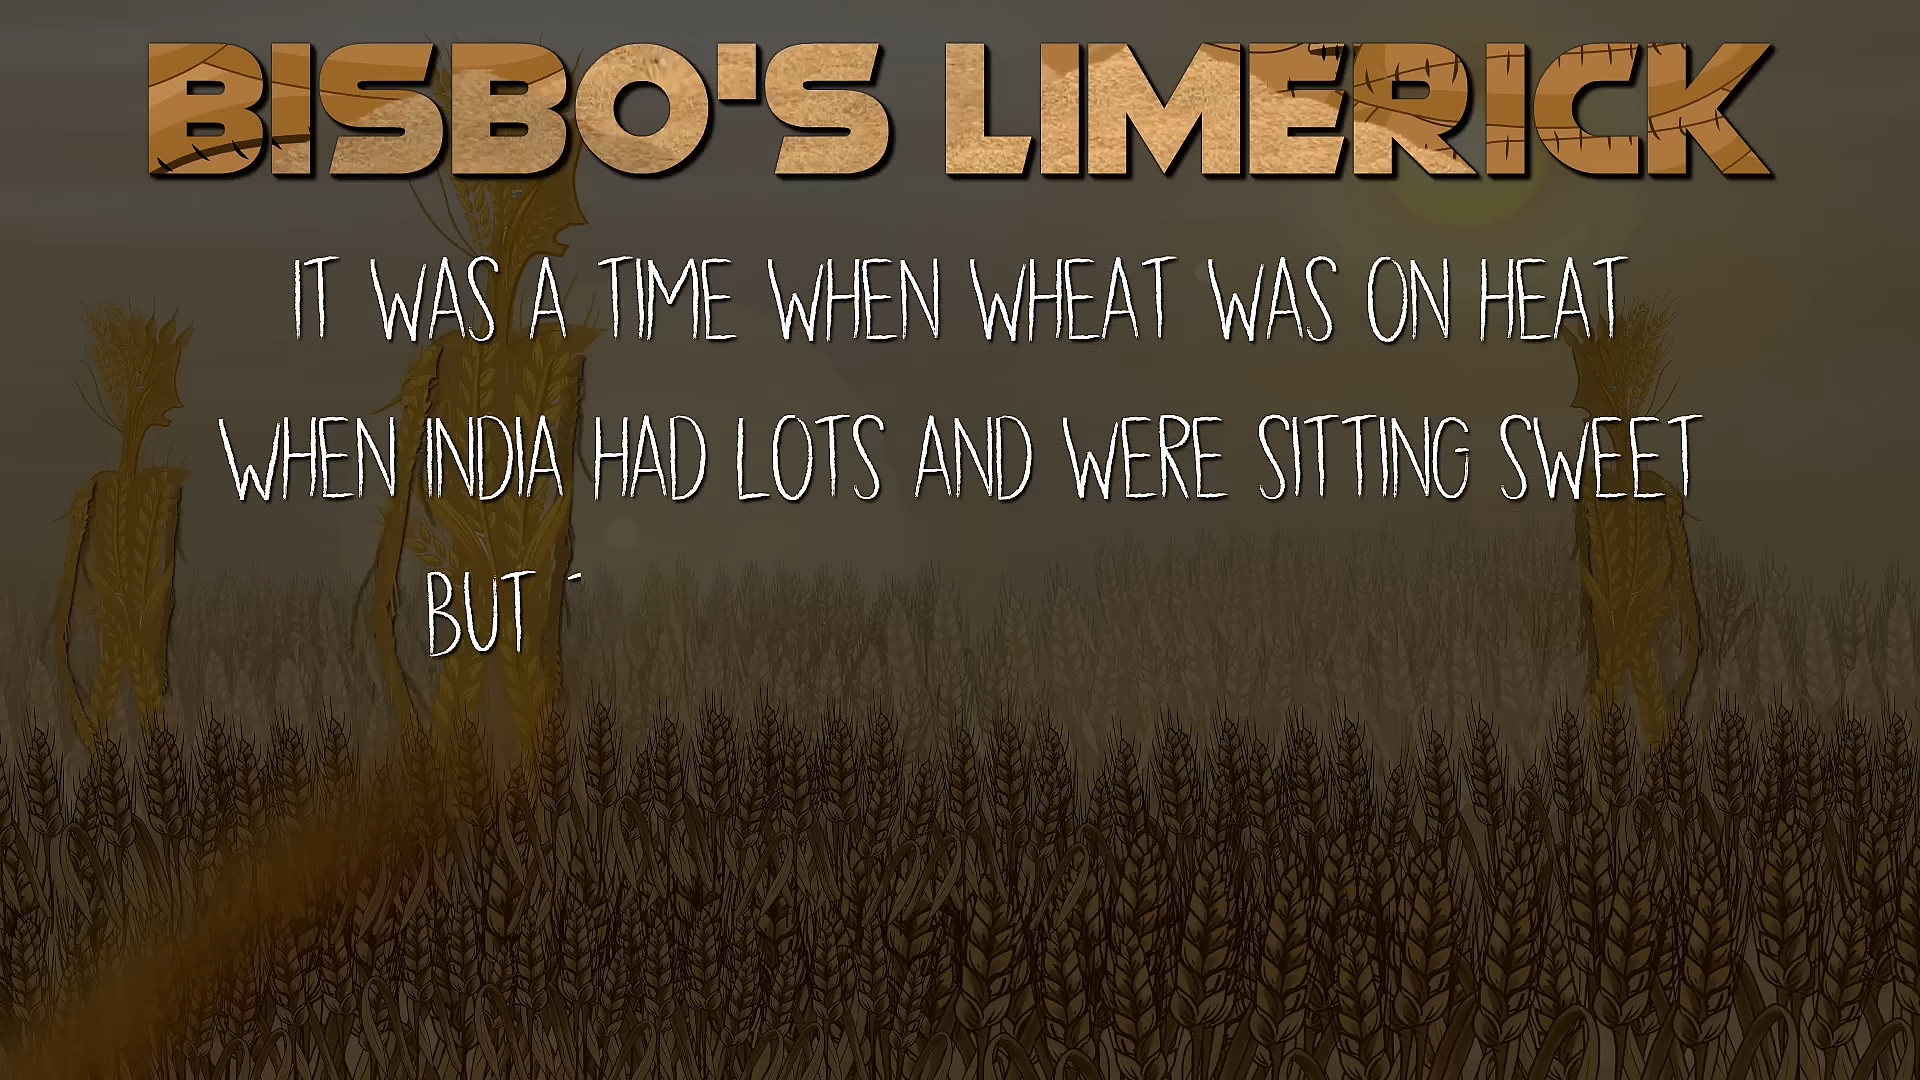 BISBO'S LIMERICK
IT WAS A TIME WHEN WHEAT WAS ON HEAT
WHEN INDIA HAD LOTS AND WERE SITTING SWEET
BUT